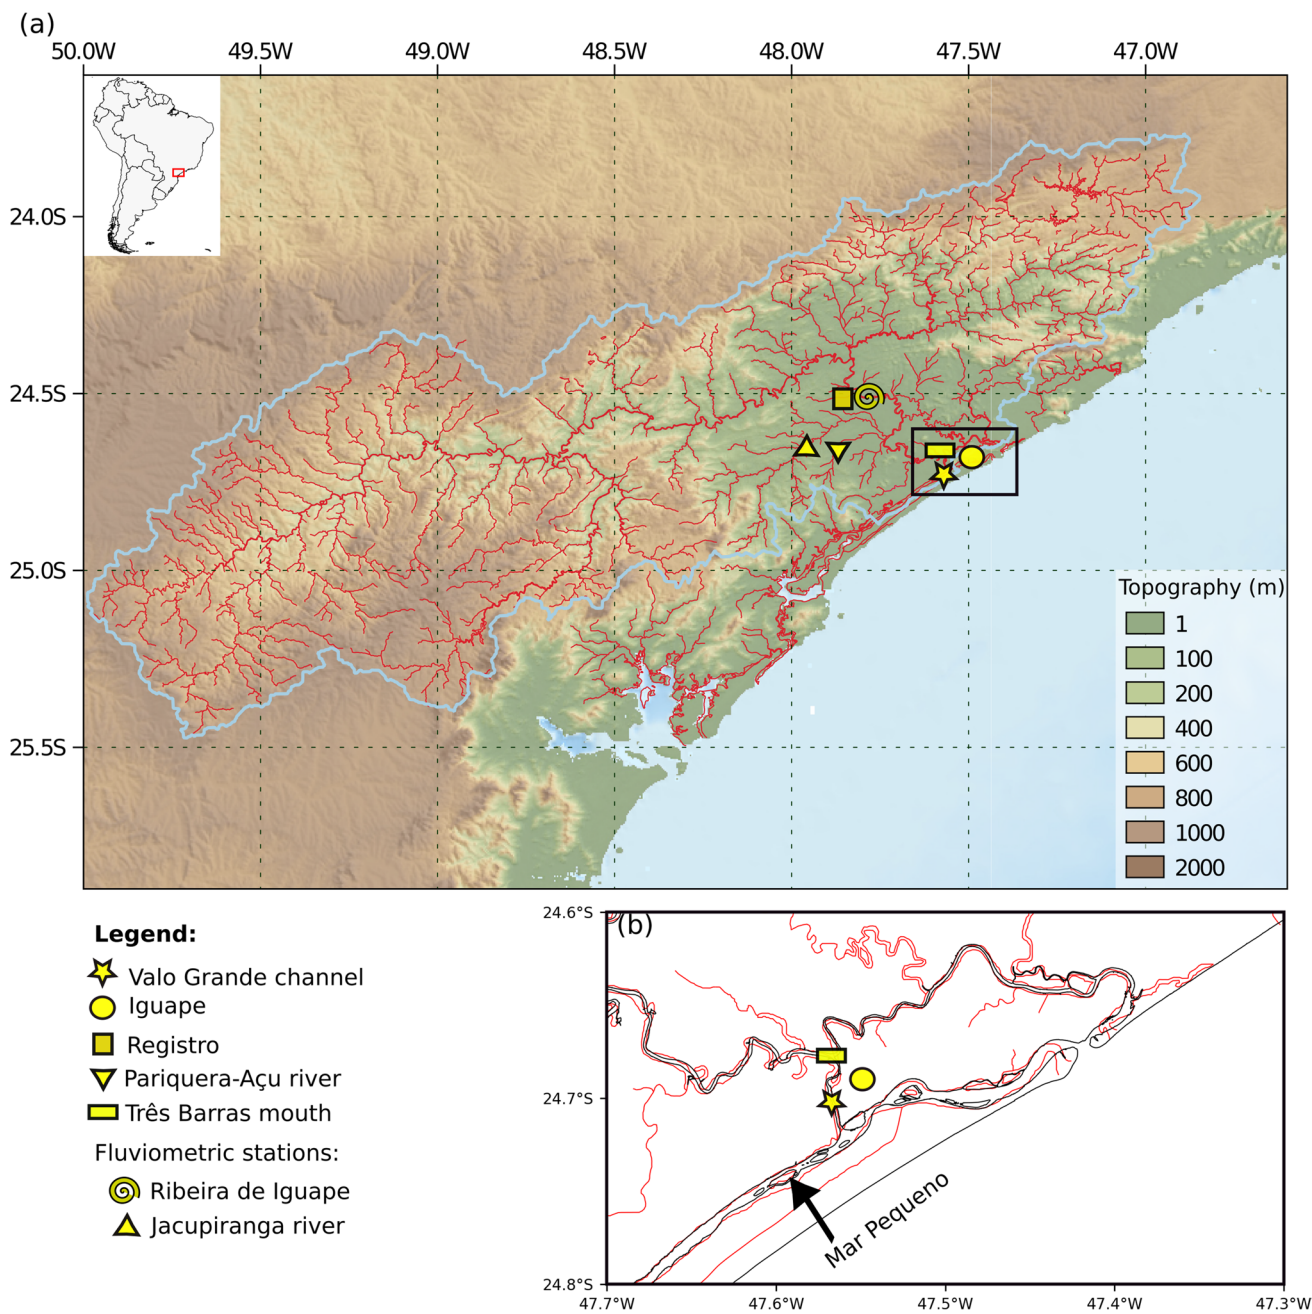 (a)
50.0W 49.5W 49.0W 48.5W 48.0W 47.5W 47.0W
24.0S
24.5S
25.0S
25.5S
Topography (m)
1
100
200
400
600
800
1000
2000
Legend:
Valo Grande channel
Iguape
Registro
Pariquera-Açu river
Três Barras mouth
Fluviometric stations:
Ribeira de Iguape
Jacupiranga river
(b)
24.6°S
24.7°S
24.8°S
Mar Pequeno
47.7°W 47.6°W 47.5°W 47.4°W 47.3°W